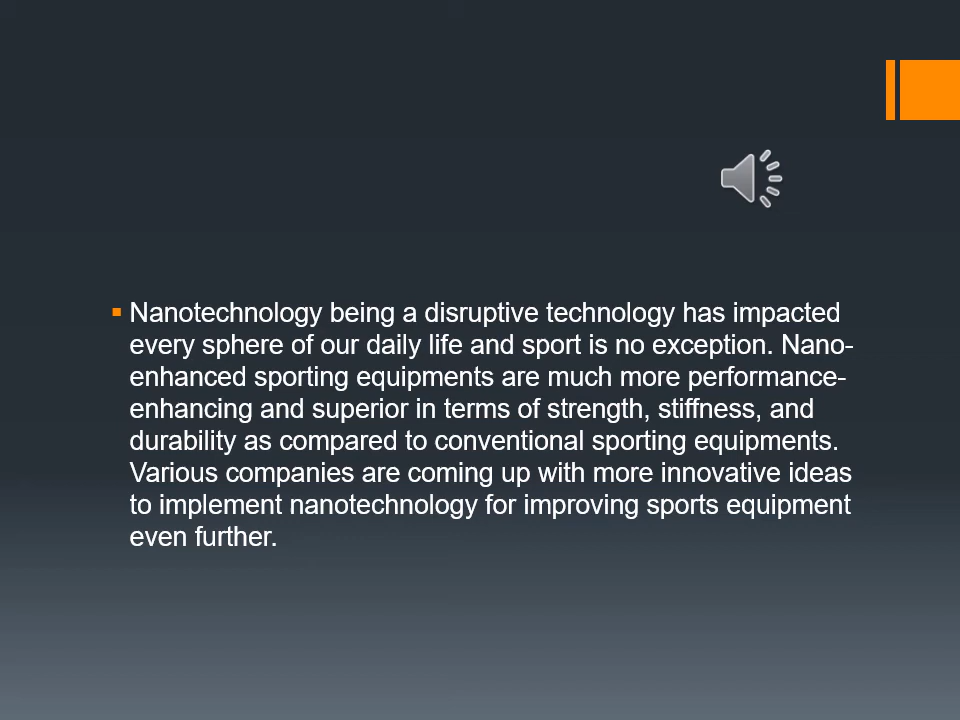 Nanotechnology being a disruptive technology has impacted
every sphere of our daily life and sport is no exception. Nano-
enhanced sporting equipments are much more performance-
enhancing and superior in terms of strength, stiffness, and
durability as compared to conventional sporting equipments.
Various companies are coming up with more innovative ideas
to implement nanotechnology for improving sports equipment
even further.